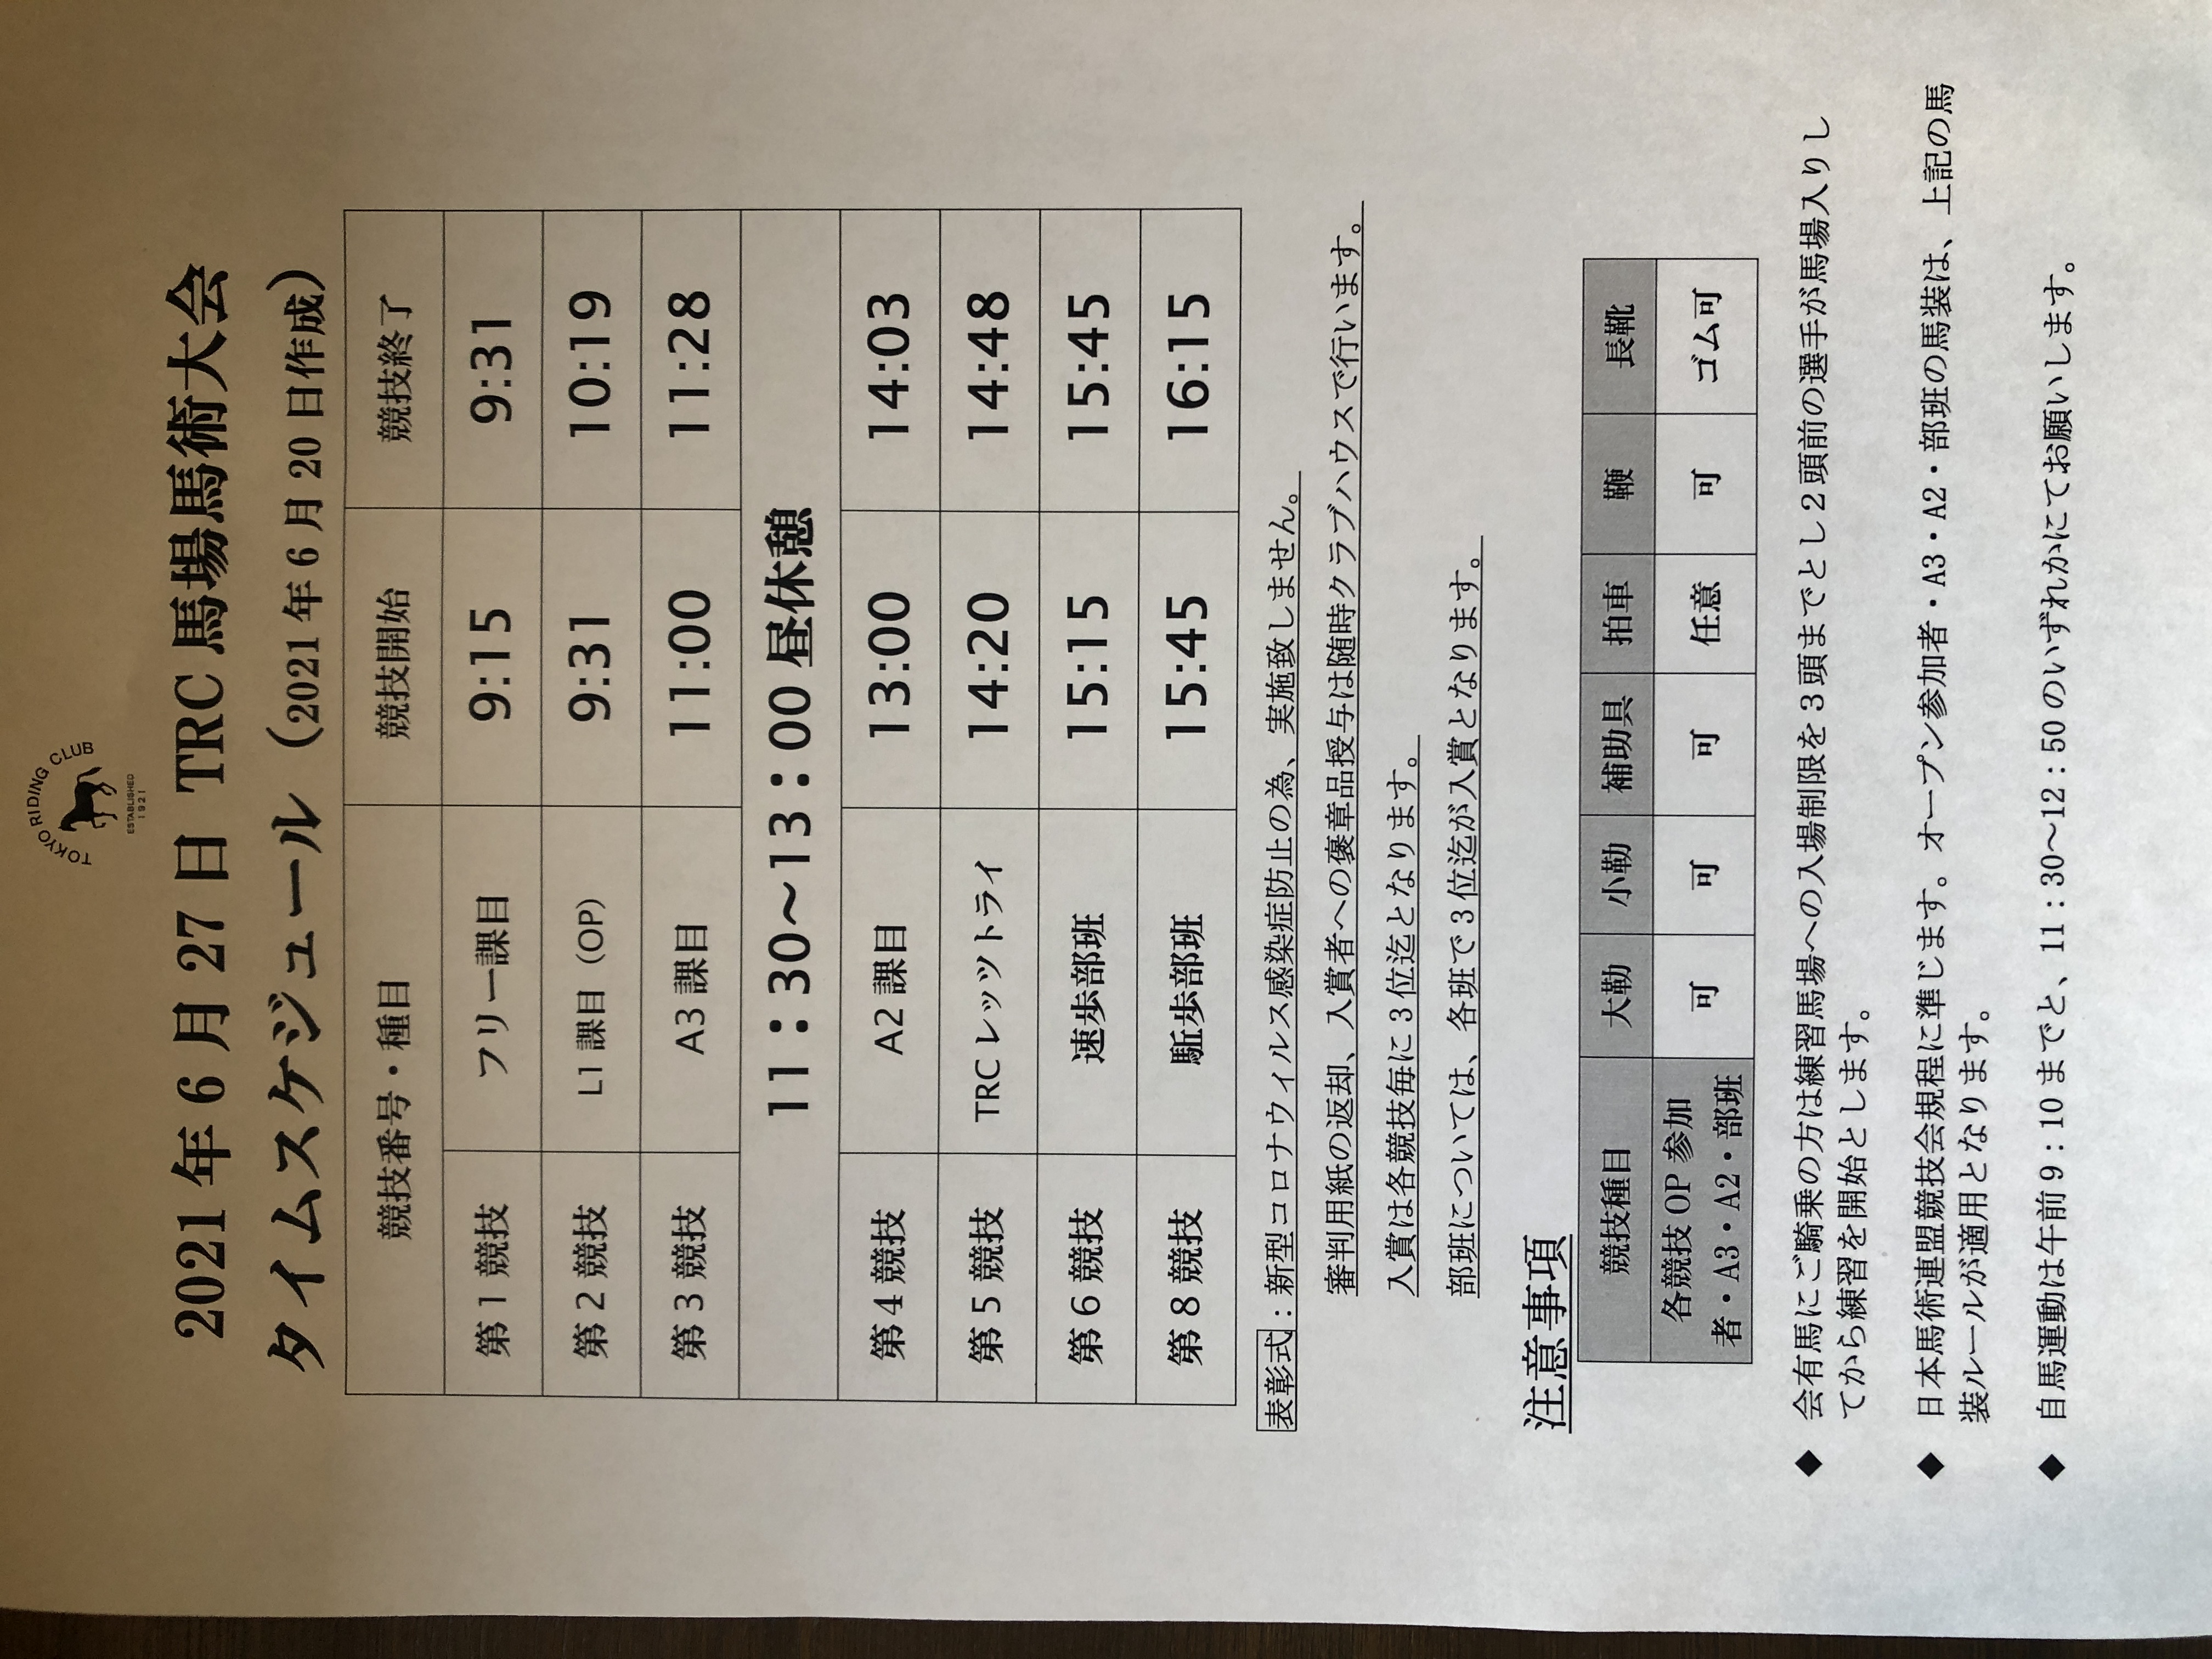 TOKYO RIDING CLUB
ESTABLISHED
1921
2021年6月27日 TRC馬場馬術大会
タイムスケジュール（2021年6月20日作成）
競技番号・種目 競技開始 競技終了
第1競技 フリー課目 9:15 9:31
第2競技 L1課目（OP） 9:31 10:19
第3競技 A3課目 11:00 11:28
11：30～13：00昼休憩
第4競技 A2課目 13:00 14:03
第5競技 TRCレッツトライ 14:20 14:48
第6競技 速歩部班 15:15 15:45
第8競技 駈歩部班 15:45 16:15
表彰式：新型コロナウィルス感染症防止の為、実施致しません。
審判用紙の返却、入賞者への褒章品授与は随時クラブハウスで行います。
入賞は各競技毎に3位迄となります。
部班については、各班で3位迄が入賞となります。
注意事項
競技種目 大勒 小勒 補助具 拍車 鞭 長靴
各競技OP参加 可 可 可 任意 可 ゴム可
者・A3・A2・部班
◆ 会有馬にご騎乗の方は練習馬場への入場制限を3頭までとし2頭前の選手が馬場入りし
てから練習を開始とします。
◆ 日本馬術連盟競技会規程に準じます。オープン参加者・A3・A2・部班の馬装は、上記の馬
装ルールが適用となります。
◆ 自馬運動は午前9：10までと、11：30～12：50のいずれかにてお願いします。